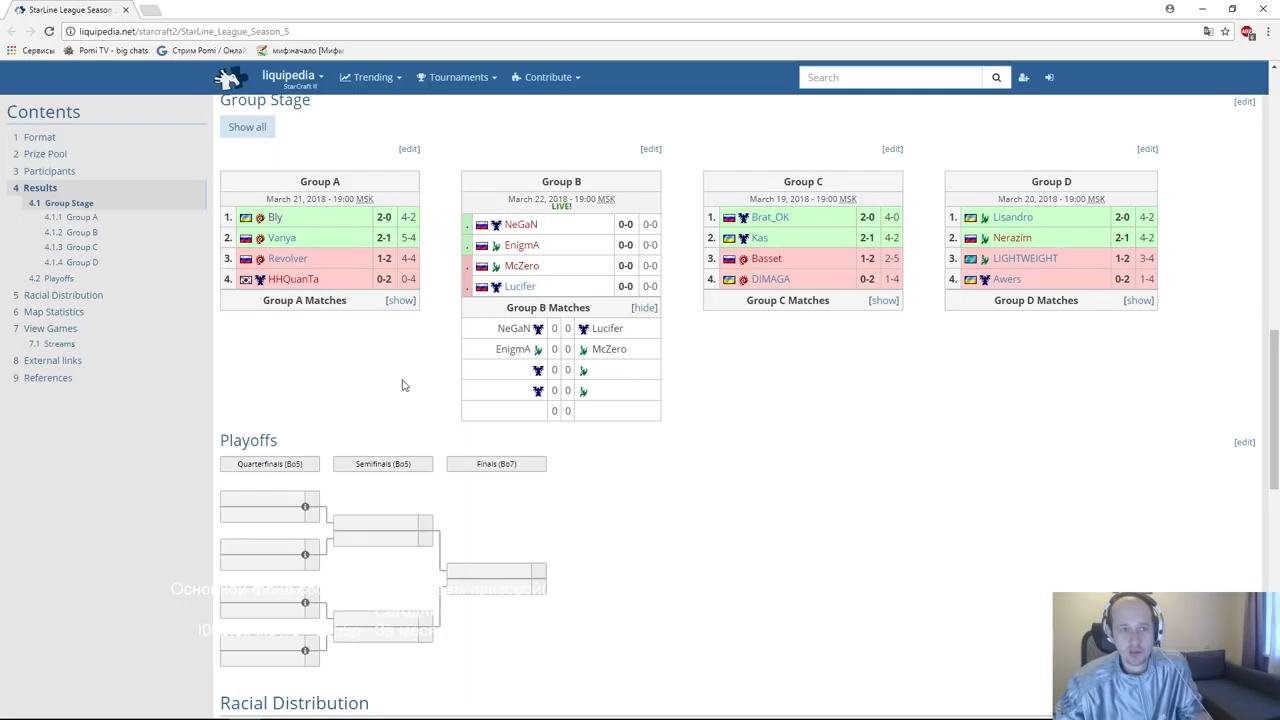 StarLine League Season
liquipedia.net/starcraft2/StarLine_League_Season_5
Сервисы
Pomi TV - big chats
Стрим Pomi / Онлай
миф:начало [Мифы
liquipedia
StarCraft II
Trending
Tournaments
Contribute
Search
Contents
1 Format
2 Prize Pool
3 Participants
4 Results
4.1 Group Stage
4.1.1 Group A
4.1.2 Group B
4.1.3 Group C
4.1.4 Group D
4.2 Playoffs
5 Racial Distribution
6 Map Statistics
7 View Games
7.1 Streams
8 External links
9 References
Group Stage [edit]
Show all
[edit] [edit] [edit] [edit]
Group A
March 21, 2018 - 19:00 MSK
1. Bly 2-0 4-2
2. Vanya 2-1 5-4
3. Revolver 1-2 4-4
4. HHQuanTa 0-2 0-4
Group A Matches [show]
Group B
March 22, 2018 - 19:00 MSK
LIVE!
. NeGaN 0-0 0-0
. EnigmA 0-0 0-0
. McZero 0-0 0-0
. Lucifer 0-0 0-0
Group B Matches [hide]
NeGaN 0 0 Lucifer
EnigmA 0 0 McZero
0 0
0 0
0 0
Group C
March 19, 2018 - 19:00 MSK
1. Brat_OK 2-0 4-0
2. Kas 2-1 4-2
3. Basset 1-2 2-5
4. DIMAGA 0-2 1-4
Group C Matches [show]
Group D
March 20, 2018 - 19:00 MSK
1. Lisandro 2-0 4-2
2. Nerazim 2-1 4-2
3. LIGHTWEIGHT 1-2 3-4
4. Awers 0-2 1-4
Group D Matches [show]
Playoffs [edit]
Quarterfinals (Bo5) Semifinals (Bo5) Finals (Bo7)
Основной фонд
За мес
Racial Distribution